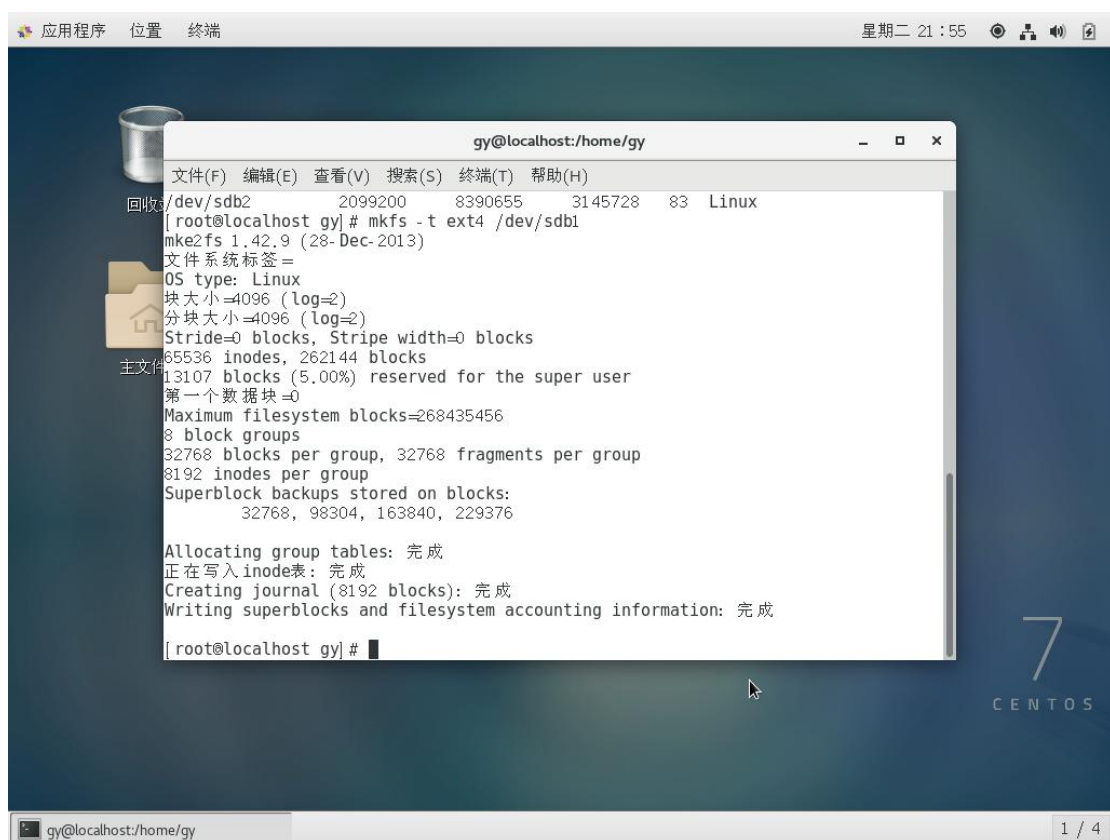 应用程序 位置 终端 星期二 21：55
gy@localhost:/home/gy
文件(F) 编辑(E) 查看(V) 搜索(S) 终端(T) 帮助(H)
回收
主文件
/dev/sdb2 2099200 8390655 3145728 83 Linux
[root@localhost gy]# mkfs -t ext4 /dev/sdb1
mke2fs 1.42.9 (28-Dec-2013)
文件系统标签=
OS type: Linux
块大小=4096 (log=2)
分块大小=4096 (log=2)
Stride=0 blocks, Stripe width=0 blocks
65536 inodes, 262144 blocks
13107 blocks (5.00%) reserved for the super user
第一个数据块=0
Maximum filesystem blocks=268435456
8 block groups
32768 blocks per group, 32768 fragments per group
8192 inodes per group
Superblock backups stored on blocks:
32768, 98304, 163840, 229376
Allocating group tables: 完成
正在写入inode表: 完成
Creating journal (8192 blocks): 完成
Writing superblocks and filesystem accounting information: 完成
[root@localhost gy]#
7
CENTOS
gy@localhost:/home/gy 1 / 4